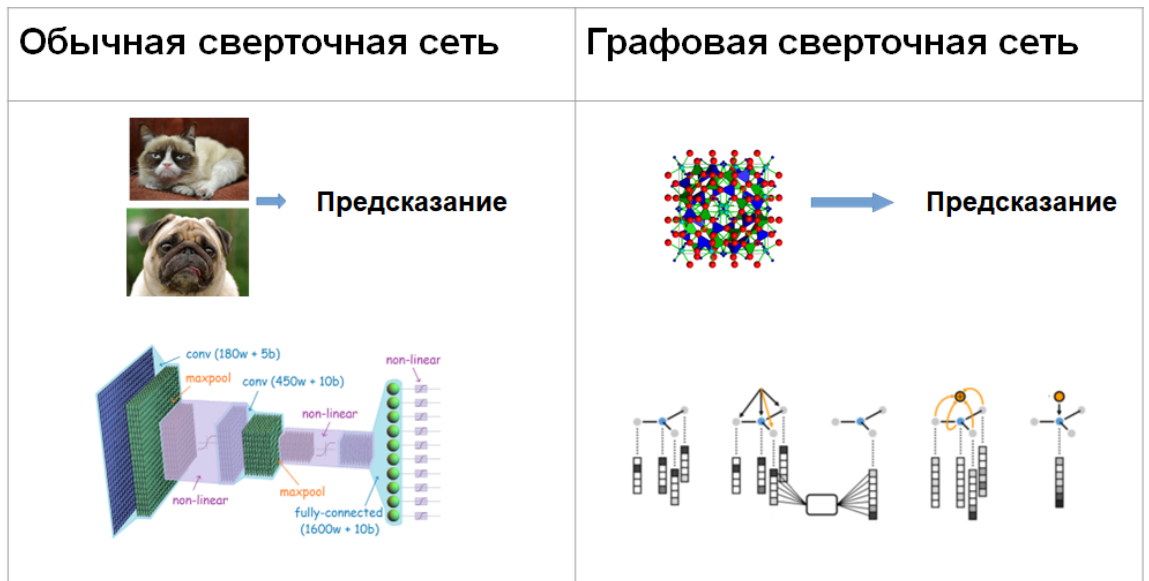 Обычная сверточная сеть
Графовая сверточная сеть
Предсказание
Предсказание
conv (180w + 5b)
maxpool
conv (450w + 10b)
non-linear
non-linear
non-linear
maxpool
fully-connected
(1600w + 10b)